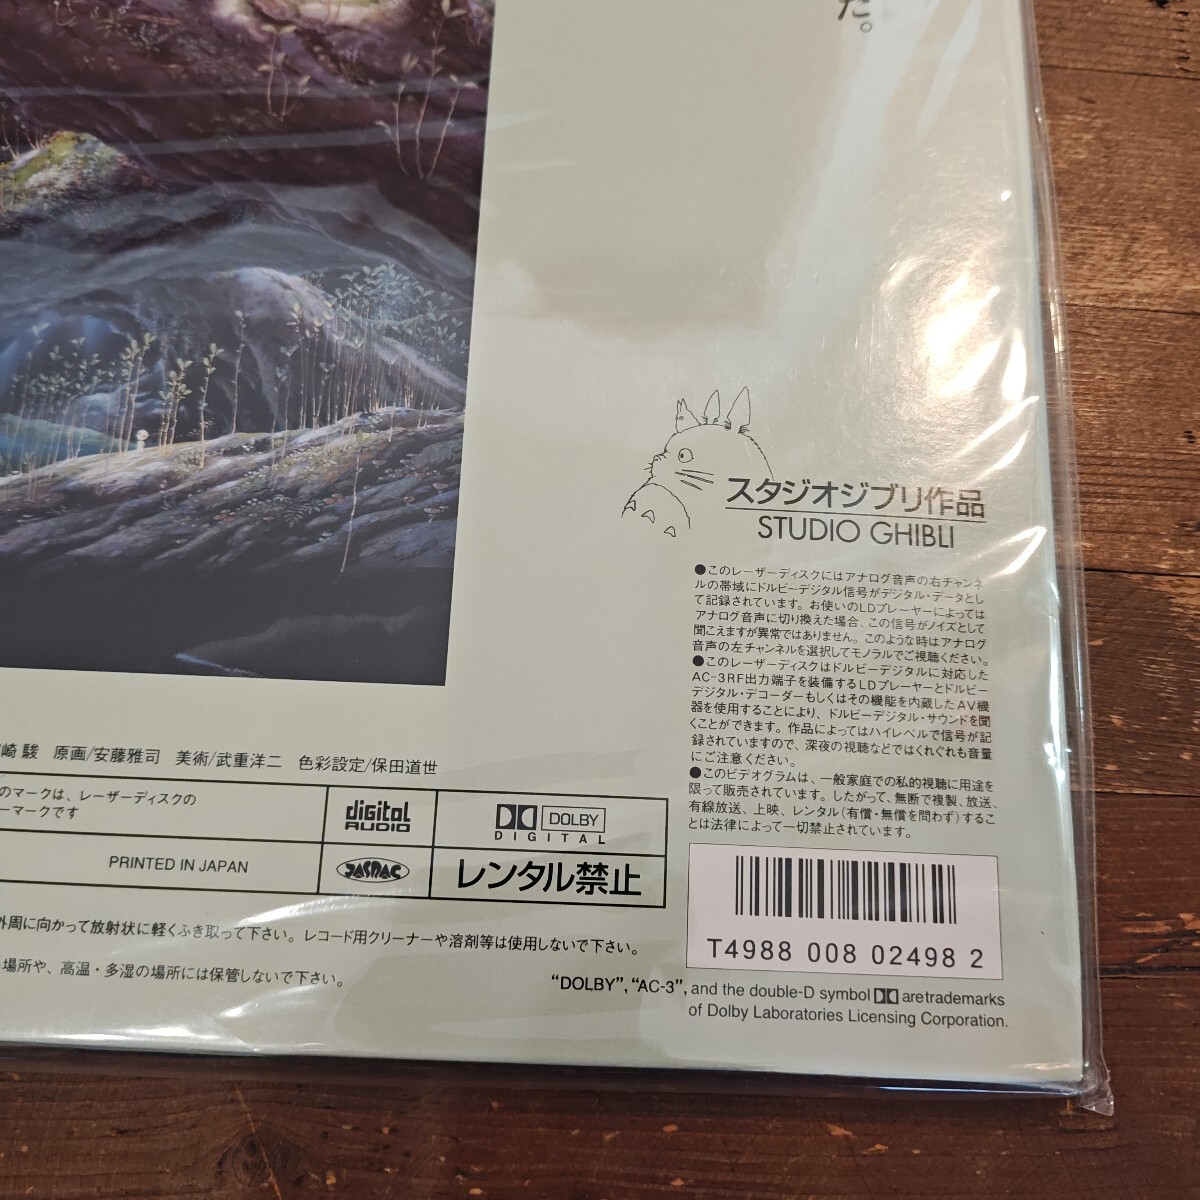 た。
スタジオジブリ作品
STUDIO GHIBLI
●このレーザーディスクにはアナログ音声の右チャンネ
ルの帯域にドルビーデジタル信号がデジタル・データとし
て記録されています。お使いのLDプレーヤーによっては
アナログ音声に切り換えた場合、この信号がノイズとして
聞こえますが異常ではありません。このような時はアナログ
音声の左チャンネルを選択してモノラルでご視聴ください。
●このレーザーディスクはドルビーデジタルに対応した
AC-3RF出力端子を装備するLDプレーヤーとドルビー
デジタル・デコーダーもしくはその機能を内蔵したAV機
器を使用することにより、ドルビーデジタル・サウンドを聞
くことができます。作品によってはハイレベルで信号が記
録されていますので、深夜の視聴などではくれぐれも音量
にご注意ください。
●このビデオグラムは、一般家庭での私的視聴に用途を
限って販売されています。したがって、無断で複製、放送、
有線放送、上映、レンタル(有償・無償を問わず)するこ
とは法律によって一切禁止されています。
崎 駿 原画/安藤雅司 美術/武重洋二 色彩設定/保田道世
のマークは、レーザーディスクの
ーマークです
digital AUDIO
DOLBY
DIGITAL
PRINTED IN JAPAN
JASRAC
レンタル禁止
外周に向かって放射状に軽くふき取って下さい。レコード用クリーナーや溶剤等は使用しないで下さい。
場所や、高温・多湿の場所には保管しないで下さい。
T4988 008 02498 2
“DOLBY”, “AC-3”, and the double-D symbol are trademarks
of Dolby Laboratories Licensing Corporation.